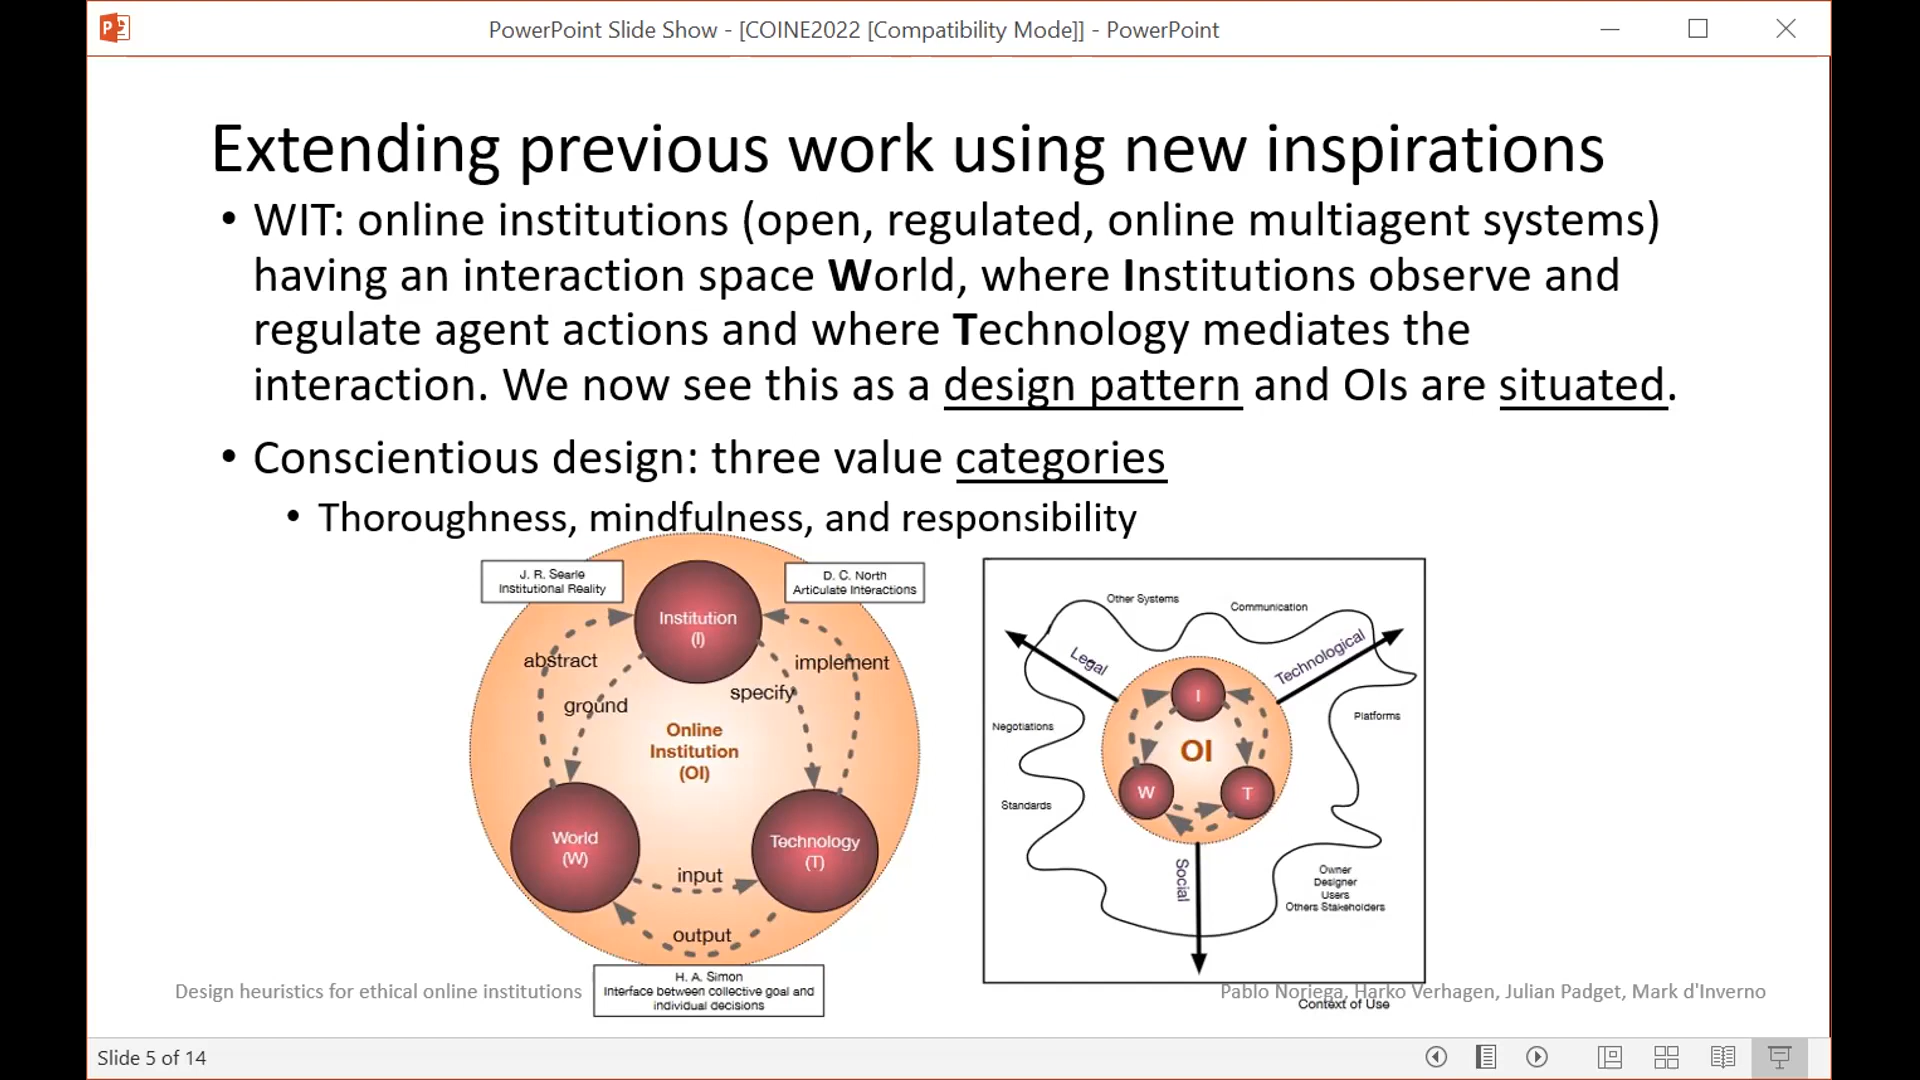 PowerPoint Slide Show - [COINE2022 [Compatibility Mode]] - PowerPoint
Extending previous work using new inspirations
• WIT: online institutions (open, regulated, online multiagent systems)
having an interaction space World, where Institutions observe and
regulate agent actions and where Technology mediates the
interaction. We now see this as a design pattern and OIs are situated.
• Conscientious design: three value categories
• Thoroughness, mindfulness, and responsibility
J. R. Searle
Institutional Reality
D. C. North
Articulate Interactions
Institution
(I)
abstract
implement
ground
specify
Online
Institution
(OI)
World
(W)
Technology
(T)
input
output
H. A. Simon
Interface between collective goal and
individual decisions
Other Systems
Communication
Legal
Technological
Negotiations
Platforms
Standards
I
OI
W
T
Social
Owner
Designer
Users
Others Stakeholders
Context of Use
Design heuristics for ethical online institutions
Pablo Noriega, Harko Verhagen, Julian Padget, Mark d'Inverno
Slide 5 of 14